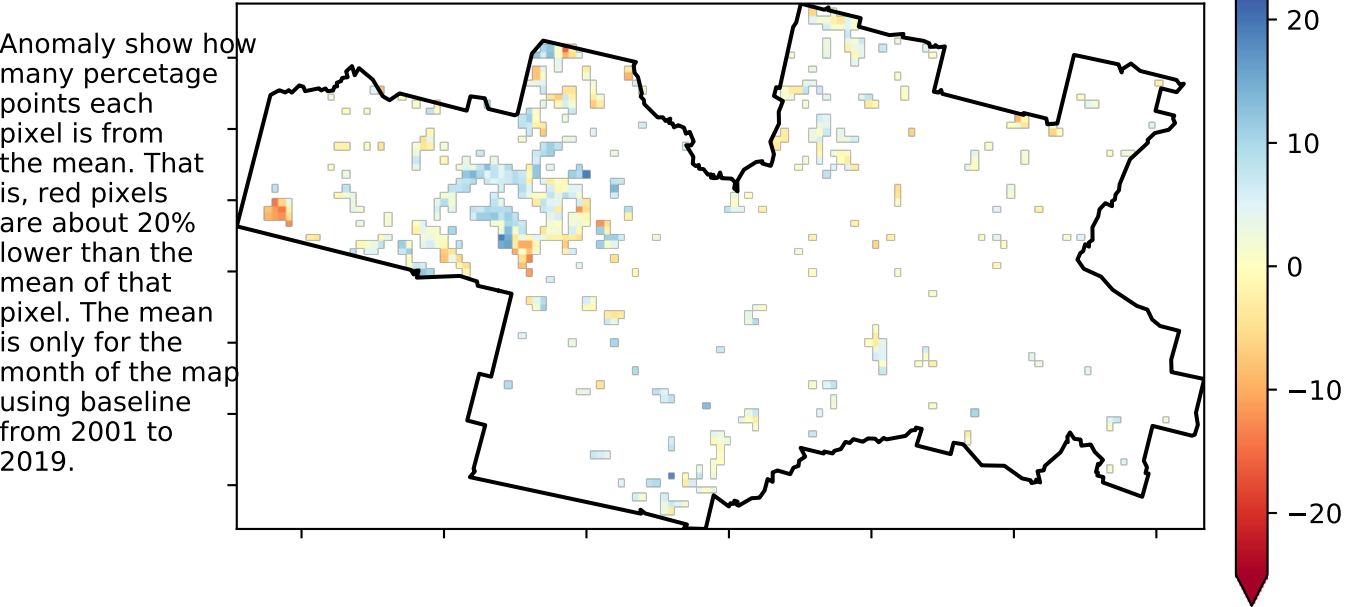 Anomaly show how
many percetage
points each
pixel is from
the mean. That
is, red pixels
are about 20%
lower than the
mean of that
pixel. The mean
is only for the
month of the map
using baseline
from 2001 to
2019.
20
10
0
−10
−20